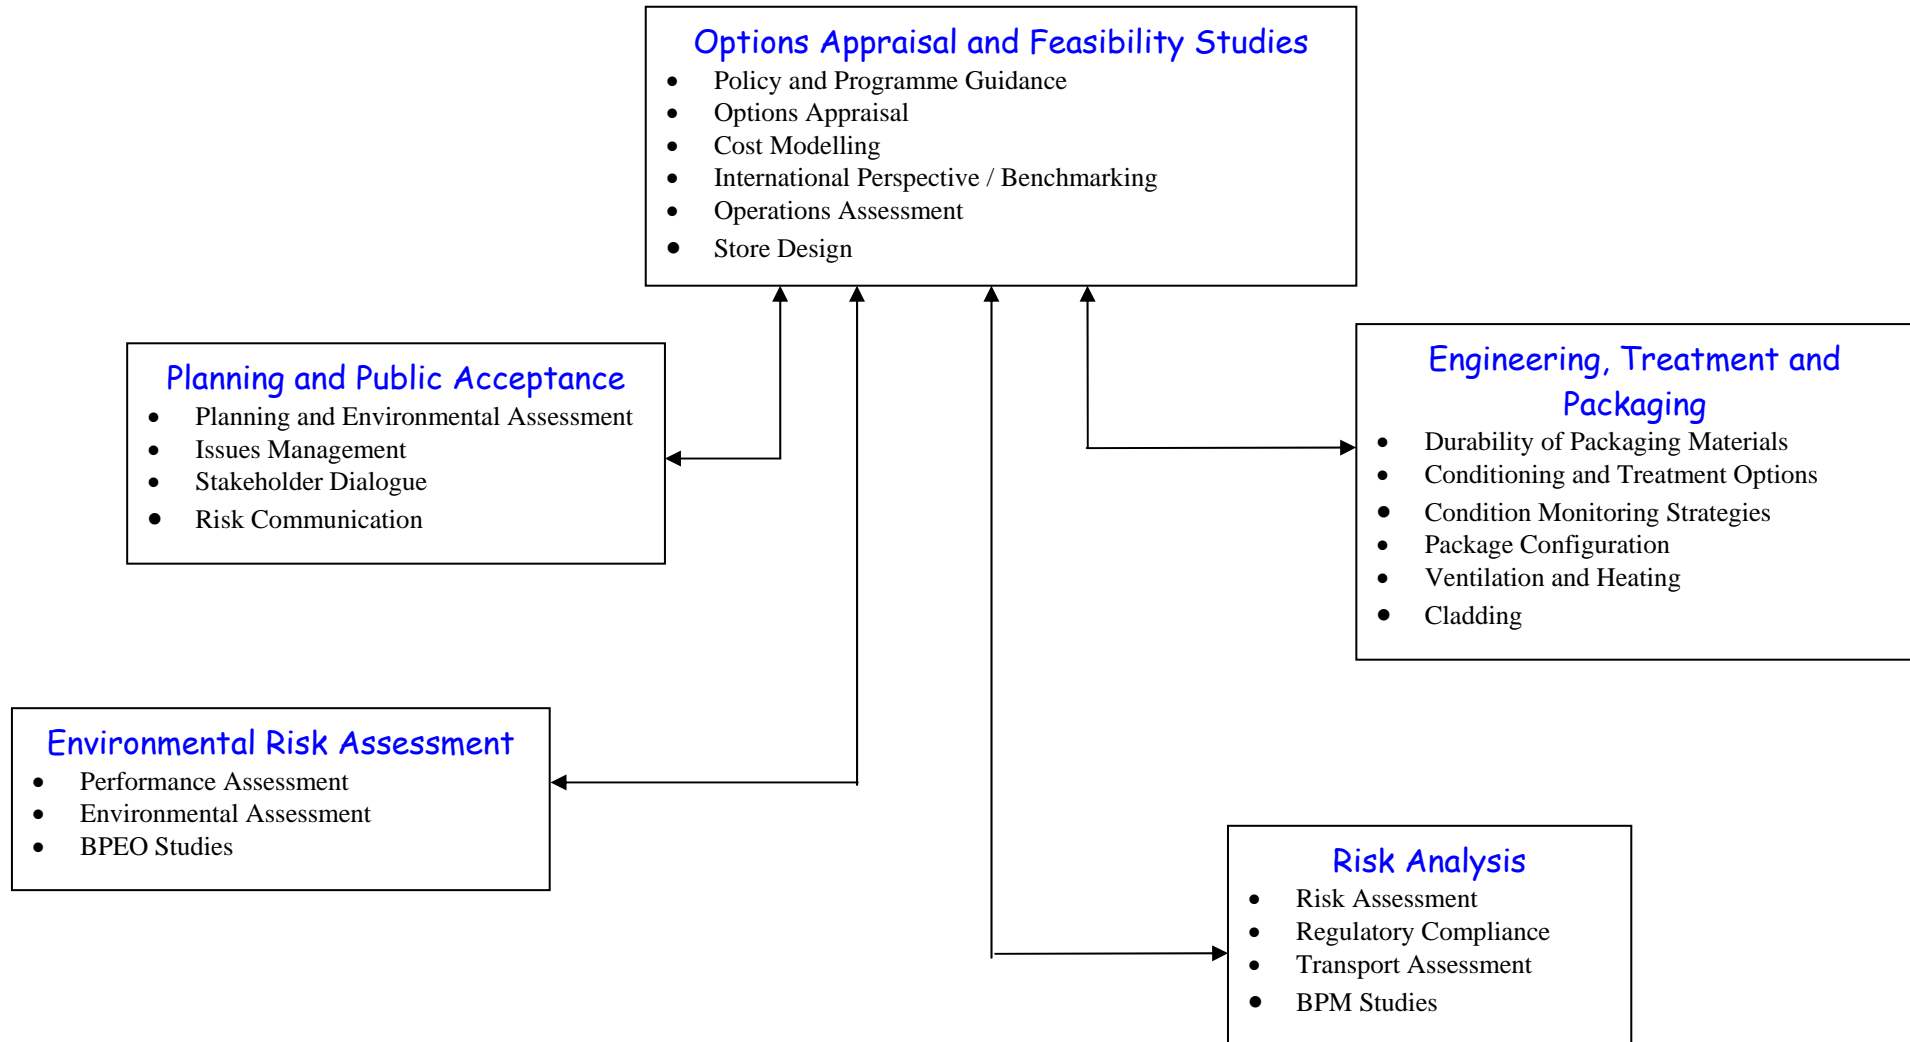 Options Appraisal and Feasibility Studies
• Policy and Programme Guidance
• Options Appraisal
• Cost Modelling
• International Perspective / Benchmarking
• Operations Assessment
• Store Design
Planning and Public Acceptance
• Planning and Environmental Assessment
• Issues Management
• Stakeholder Dialogue
• Risk Communication
Engineering, Treatment and
Packaging
• Durability of Packaging Materials
• Conditioning and Treatment Options
• Condition Monitoring Strategies
• Package Configuration
• Ventilation and Heating
• Cladding
Environmental Risk Assessment
• Performance Assessment
• Environmental Assessment
• BPEO Studies
Risk Analysis
• Risk Assessment
• Regulatory Compliance
• Transport Assessment
• BPM Studies